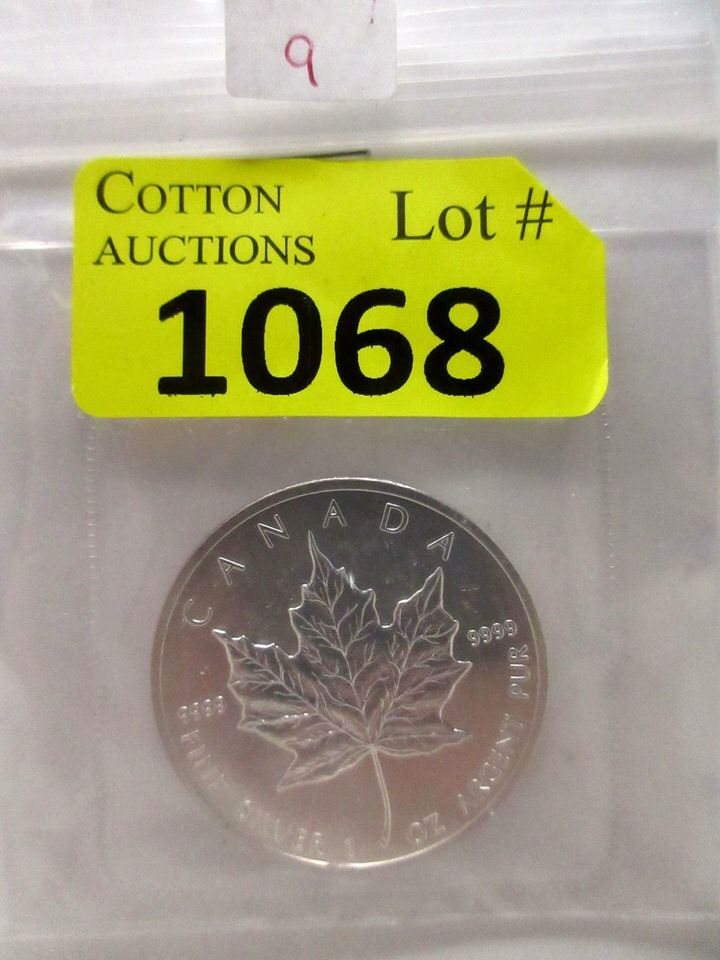 9
COTTON
AUCTIONS
Lot #
1068
CANADA
9999
9999
FINE SILVER 1 OZ ARGENT PUR